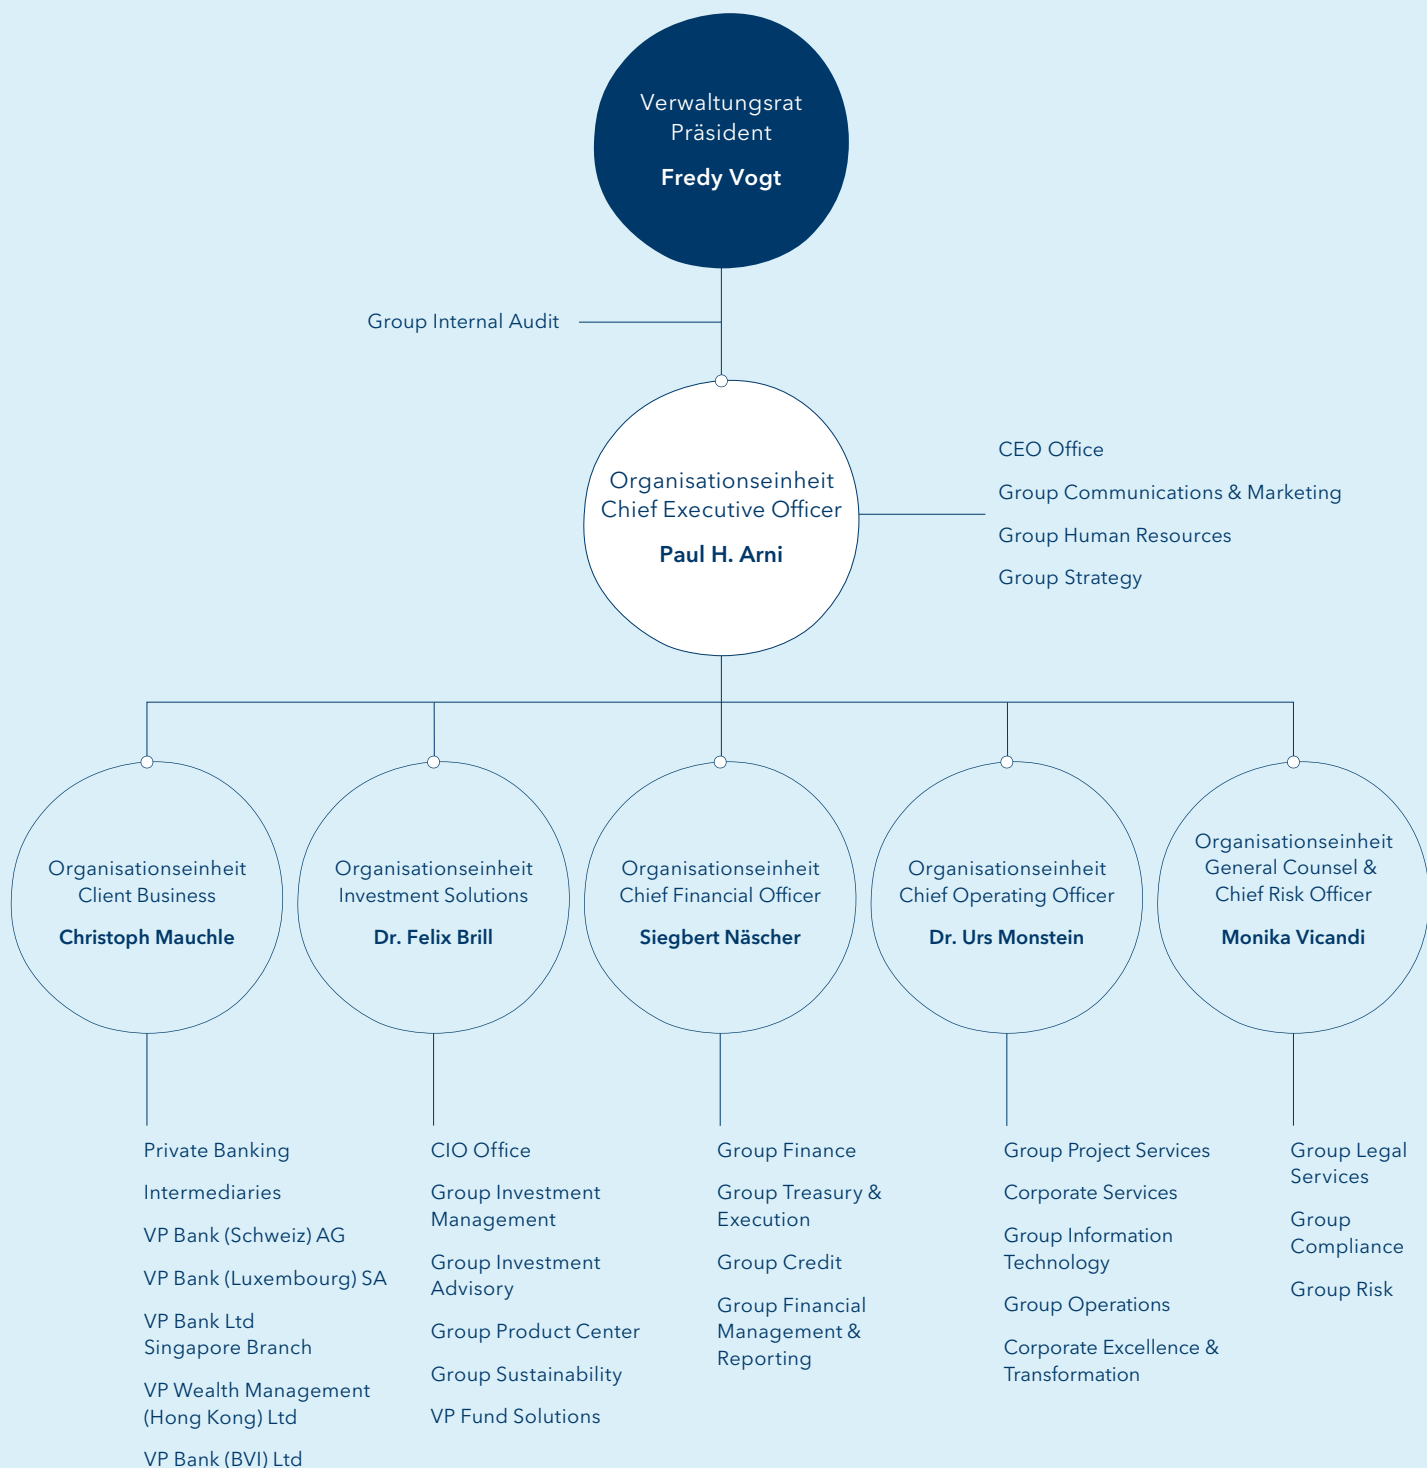 Verwaltungsrat
Präsident
Fredy Vogt
Group Internal Audit
Organisationseinheit
Chief Executive Officer
Paul H. Arni
CEO Office
Group Communications & Marketing
Group Human Resources
Group Strategy
Organisationseinheit
Client Business
Christoph Mauchle
Organisationseinheit
Investment Solutions
Dr. Felix Brill
Organisationseinheit
Chief Financial Officer
Siegbert Näscher
Organisationseinheit
Chief Operating Officer
Dr. Urs Monstein
Organisationseinheit
General Counsel &
Chief Risk Officer
Monika Vicandi
Private Banking
Intermediaries
VP Bank (Schweiz) AG
VP Bank (Luxembourg) SA
VP Bank Ltd
Singapore Branch
VP Wealth Management
(Hong Kong) Ltd
VP Bank (BVI) Ltd
CIO Office
Group Investment
Management
Group Investment
Advisory
Group Product Center
Group Sustainability
VP Fund Solutions
Group Finance
Group Treasury &
Execution
Group Credit
Group Financial
Management &
Reporting
Group Project Services
Corporate Services
Group Information
Technology
Group Operations
Corporate Excellence &
Transformation
Group Legal
Services
Group
Compliance
Group Risk